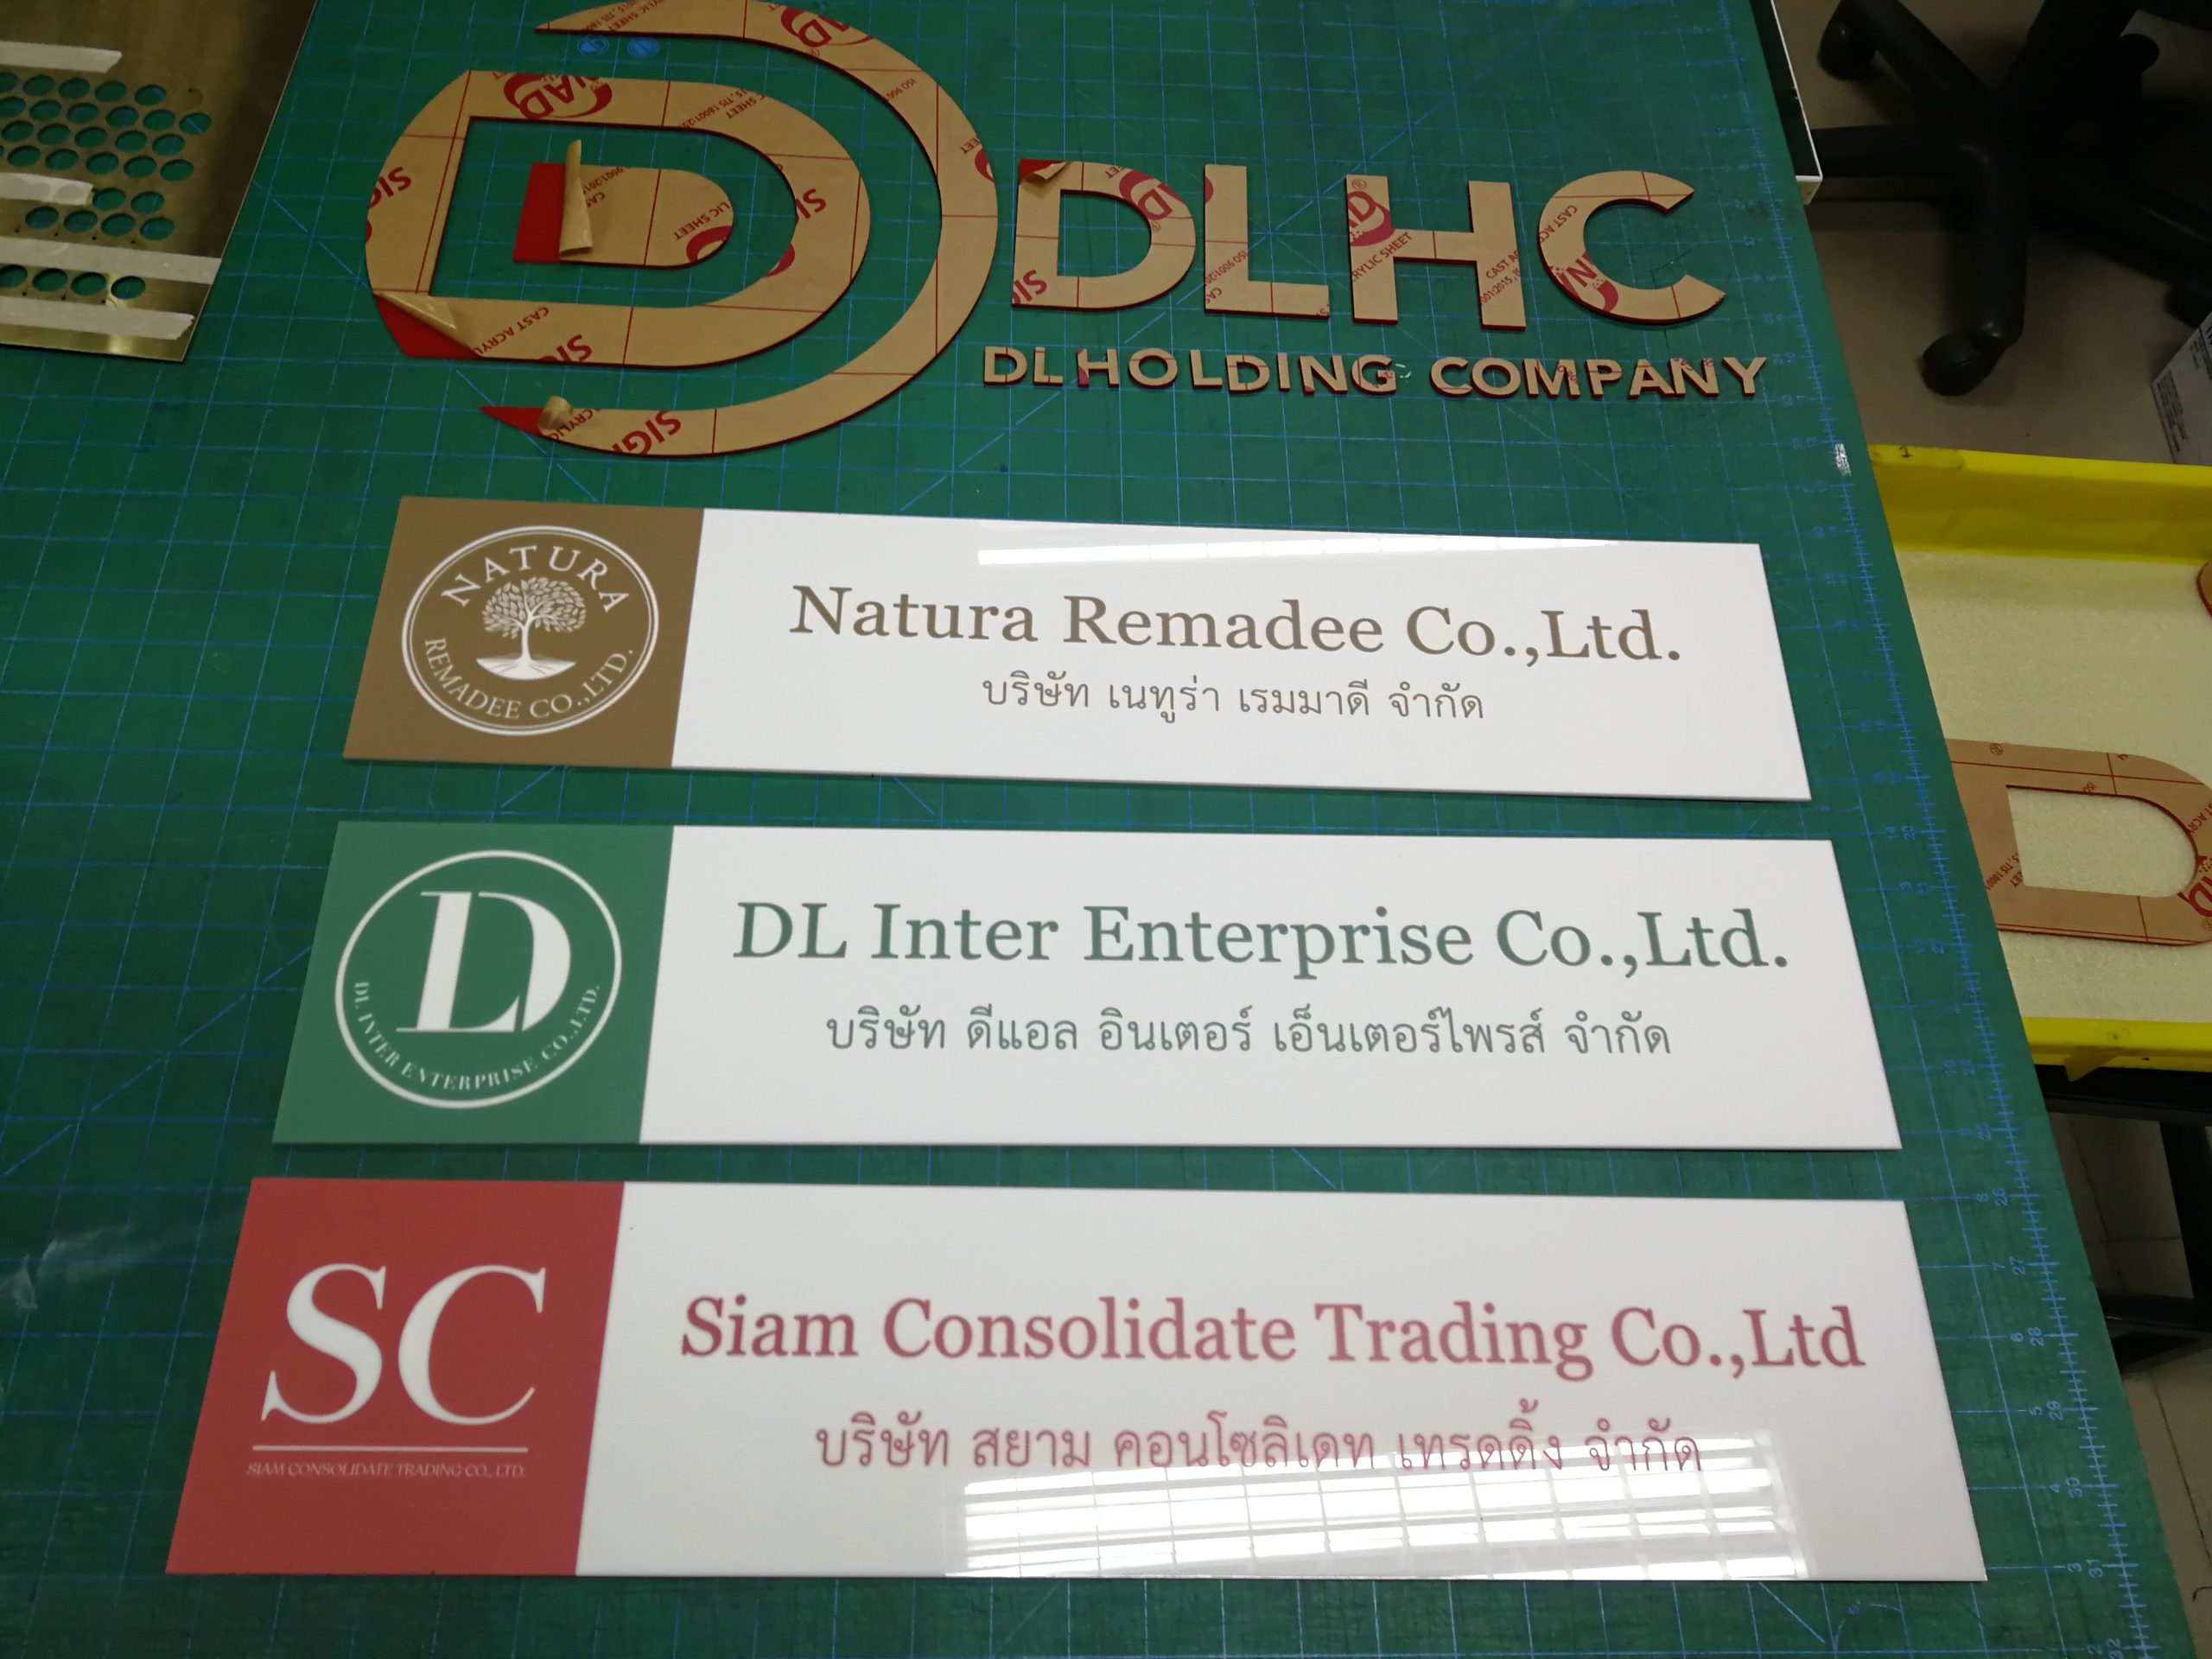 DLHC
DL HOLDING COMPANY
NATURA
REMADEE CO.,LTD.
Natura Remadee Co.,Ltd.
บริษัท เนทูร่า เรมมาดี จำกัด
DL
DL INTER ENTERPRISE CO.,LTD.
DL Inter Enterprise Co.,Ltd.
บริษัท ดีแอล อินเตอร์ เอ็นเตอร์ไพรส์ จำกัด
SC
SIAM CONSOLIDATE TRADING CO., LTD.
Siam Consolidate Trading Co.,Ltd
บริษัท สยาม คอนโซลิเดท เทรดดิ้ง จำกัด